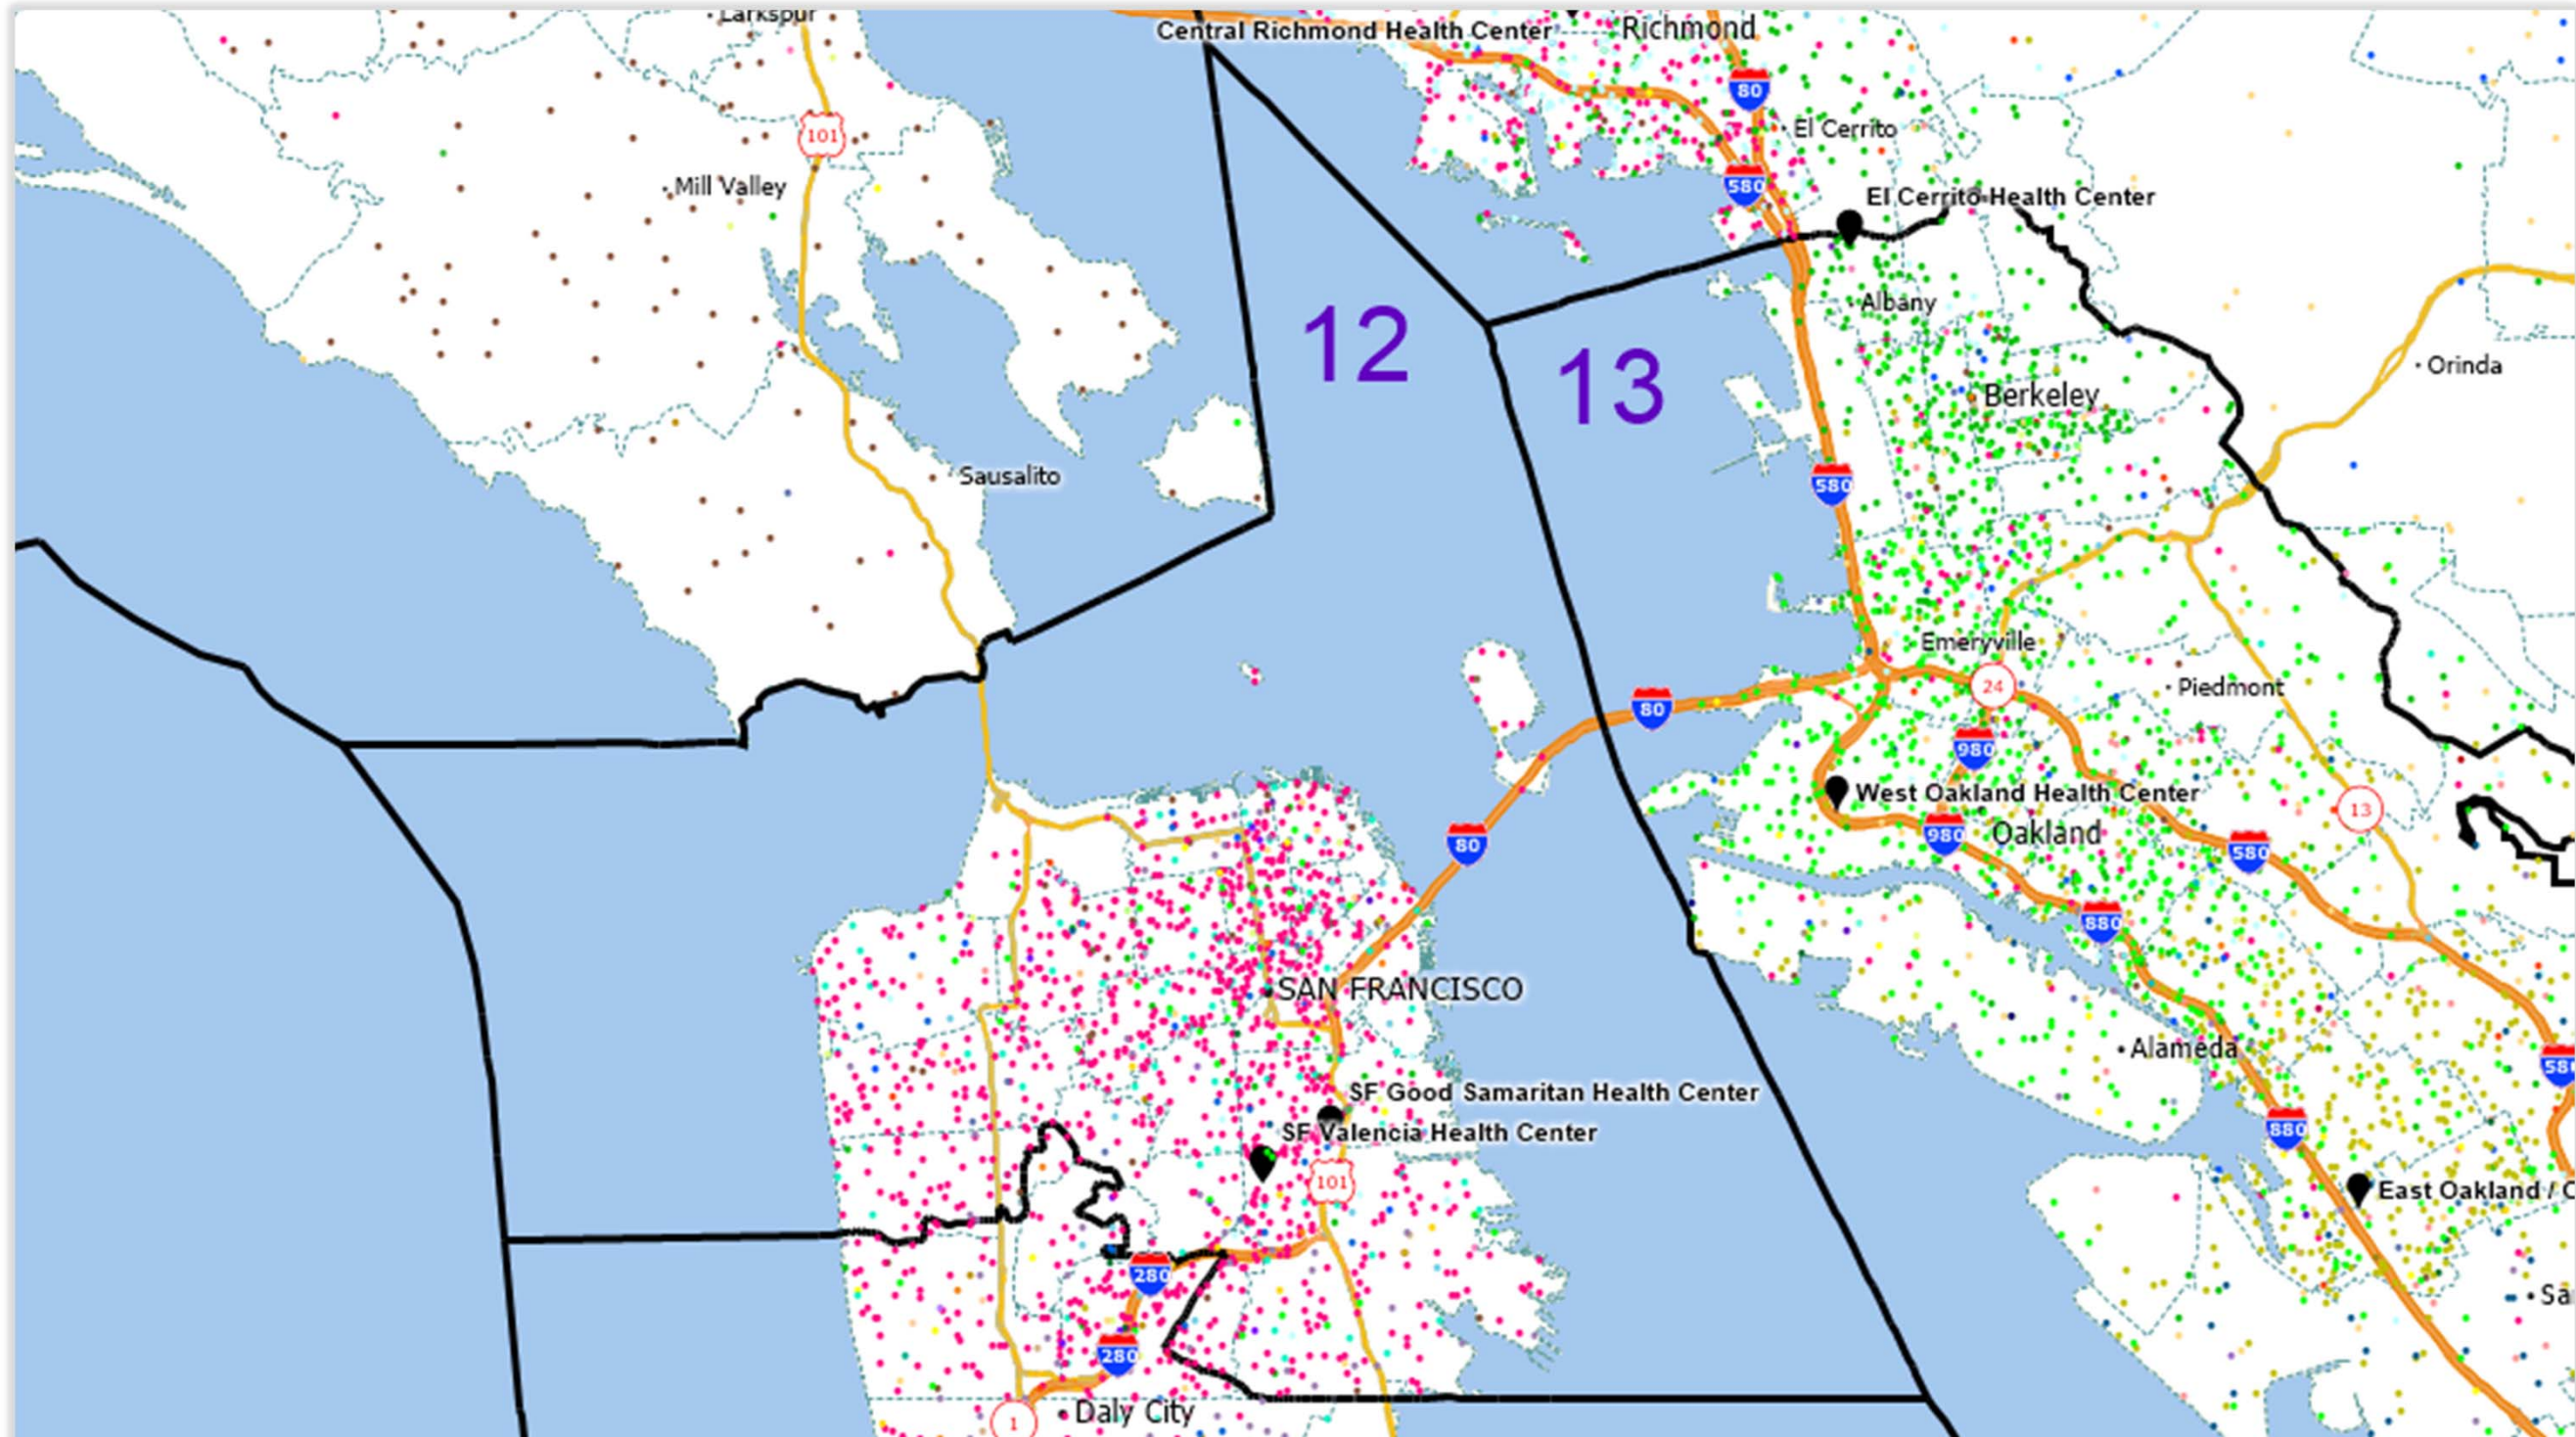 Larkspur
Central Richmond Health Center
Richmond
80
101
El Cerrito
Mill Valley
580
El Cerrito Health Center
Albany
12
13
Orinda
Berkeley
Sausalito
580
Emeryville
24
Piedmont
80
980
West Oakland Health Center
13
Oakland
980
80
580
880
SAN FRANCISCO
Alameda
58
SF Good Samaritan Health Center
SF Valencia Health Center
880
101
East Oakland / C
280
Sa
280
Daly City
1